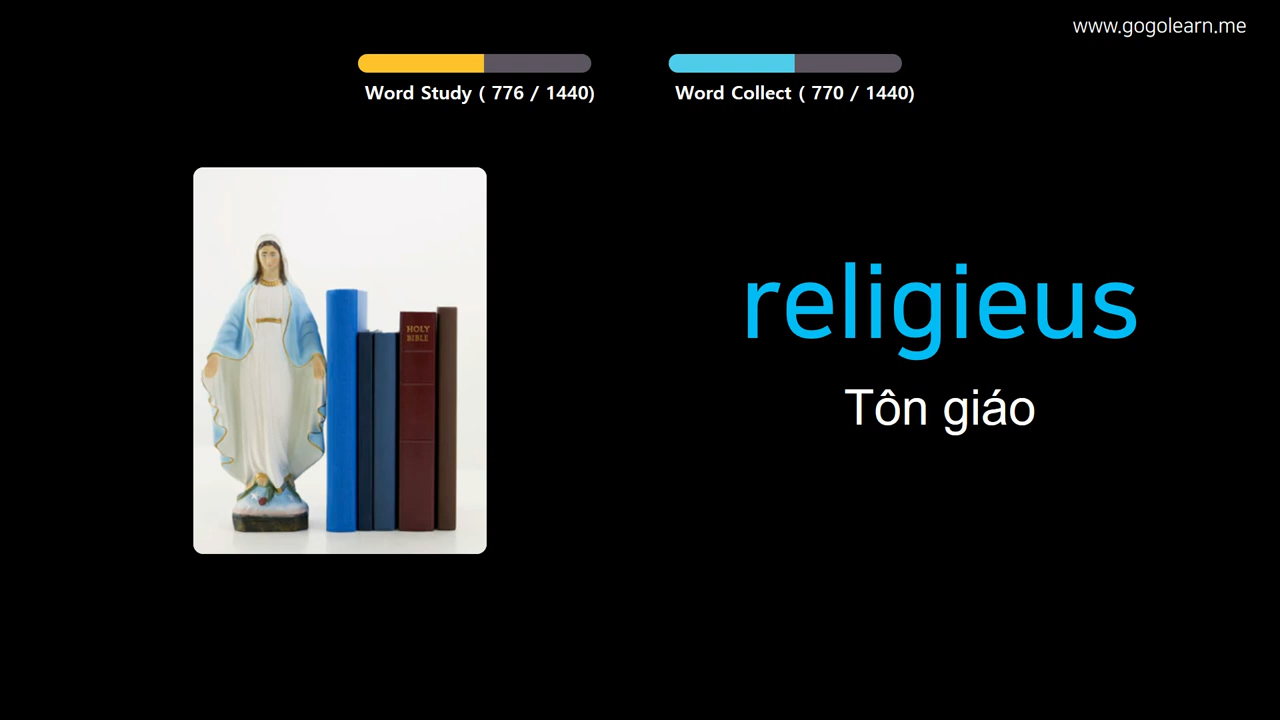 www.gogolearn.me
Word Study ( 776 / 1440)
Word Collect ( 770 / 1440)
HOLY
BIBLE
religieus
Tôn giáo